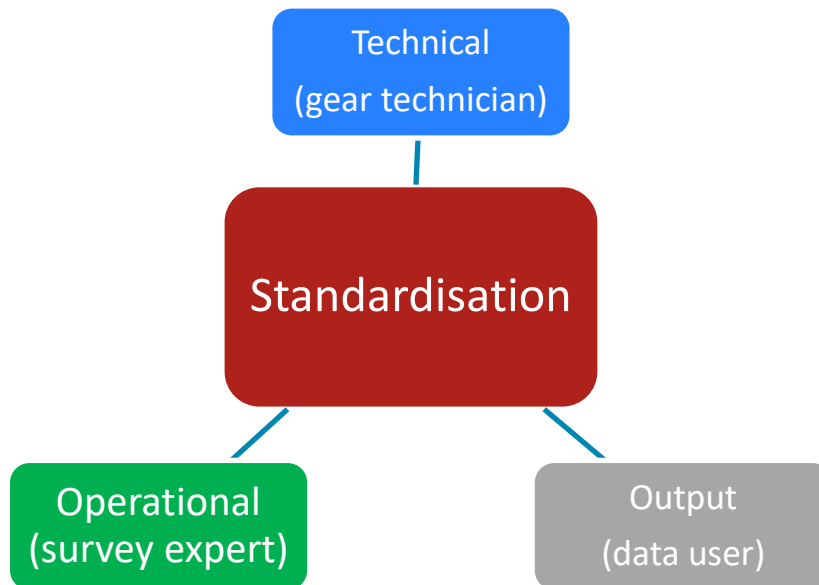 Technical
(gear technician)
Standardisation
Operational
(survey expert)
Output
(data user)